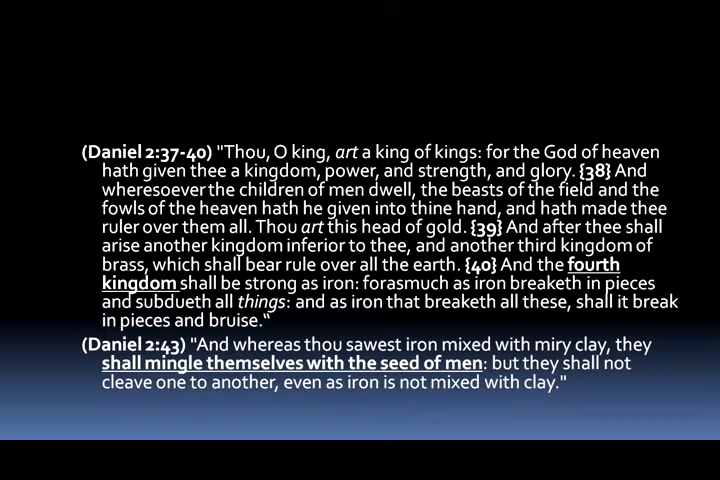 (Daniel 2:37-40) "Thou, O king, art a king of kings: for the God of heaven
hath given thee a kingdom, power, and strength, and glory. {38} And
wheresoever the children of men dwell, the beasts of the field and the
fowls of the heaven hath he given into thine hand, and hath made thee
ruler over them all. Thou art this head of gold. {39} And after thee shall
arise another kingdom inferior to thee, and another third kingdom of
brass, which shall bear rule over all the earth. {40} And the fourth
kingdom shall be strong as iron: forasmuch as iron breaketh in pieces
and subdueth all things: and as iron that breaketh all these, shall it break
in pieces and bruise.“
(Daniel 2:43) "And whereas thou sawest iron mixed with miry clay, they
shall mingle themselves with the seed of men: but they shall not
cleave one to another, even as iron is not mixed with clay."